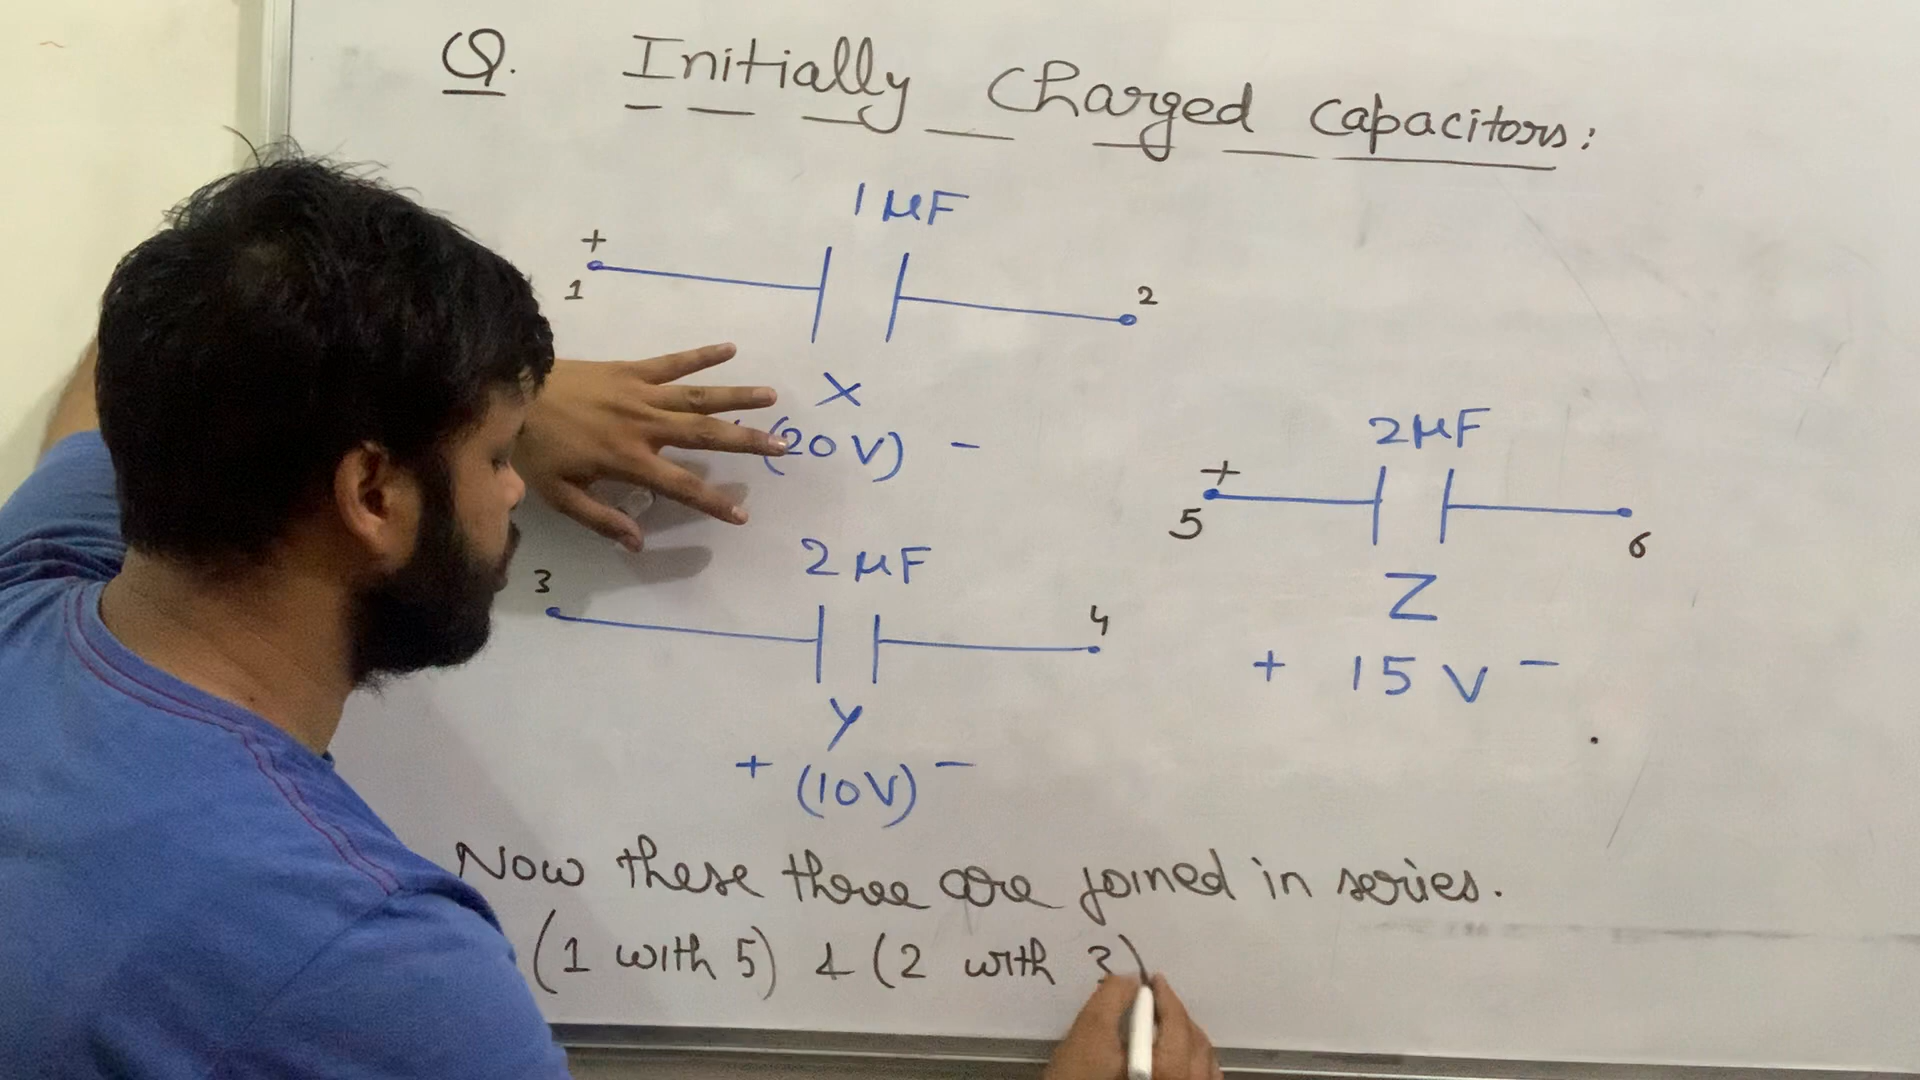 Q. Initially Charged Capacitors:
1 μF
+
1
2
X
(20 V) -
2 μF
3
4
Y
+ (10V) -
2 μF
+
5
6
Z
+ 15 V -
Now these three are joined in series.
(1 with 5) & (2 with 3)